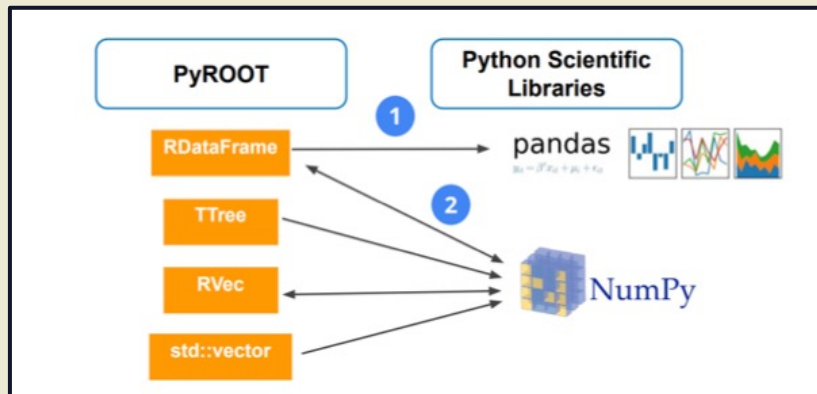 PyROOT
Python Scientific
Libraries
1
RDataFrame
pandas
2
TTree
RVec
NumPy
std::vector